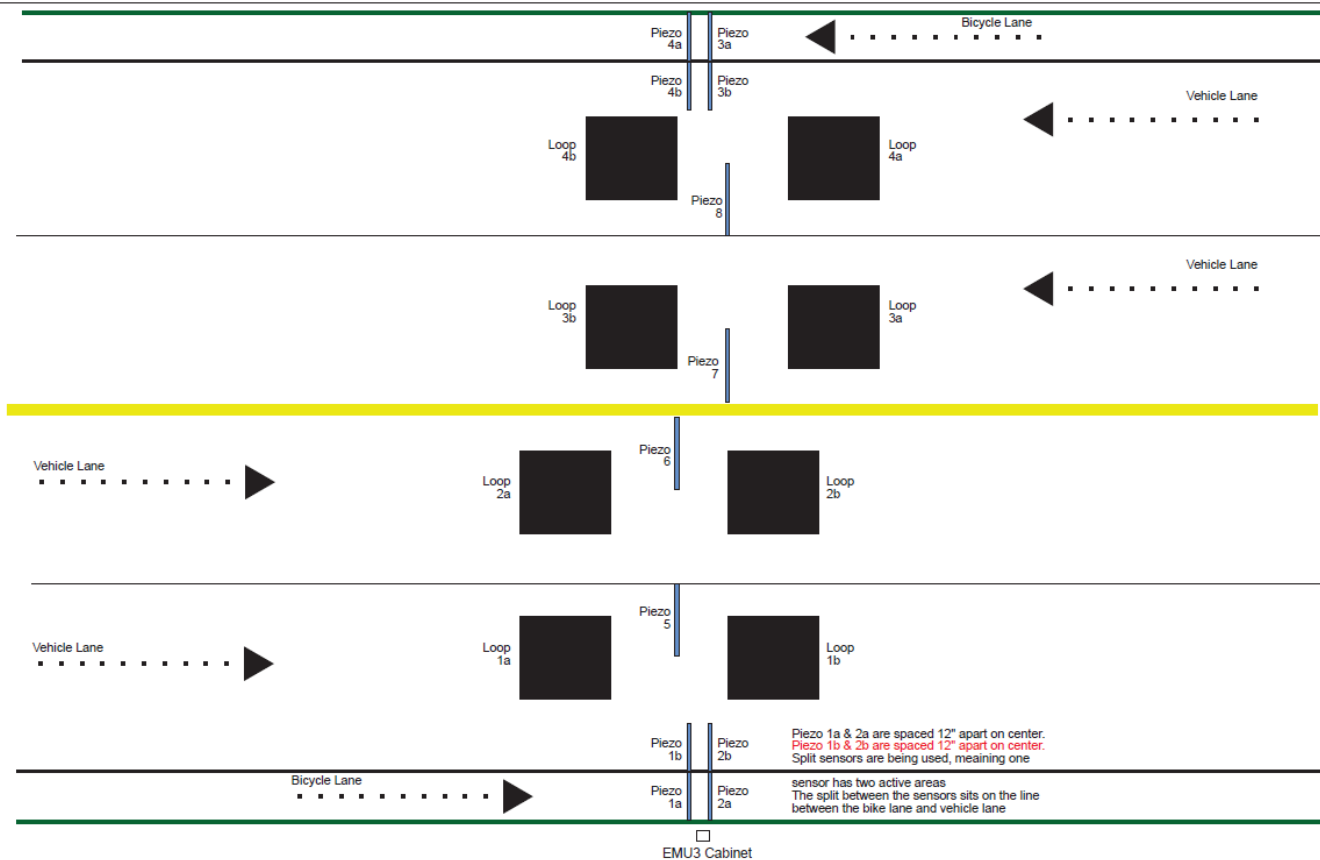 Bicycle Lane
Piezo
4a
Piezo
3a
Piezo
4b
Piezo
3b
Vehicle Lane
Loop
4b
Loop
4a
Piezo
8
Vehicle Lane
Loop
3b
Loop
3a
Piezo
7
Piezo
6
Vehicle Lane
Loop
2a
Loop
2b
Piezo
5
Vehicle Lane
Loop
1a
Loop
1b
Piezo
1b
Piezo
2b
Piezo 1a & 2a are spaced 12" apart on center.
Piezo 1b & 2b are spaced 12" apart on center.
Split sensors are being used, meaining one
Bicycle Lane
Piezo
1a
Piezo
2a
sensor has two active areas
The split between the sensors sits on the line
between the bike lane and vehicle lane
EMU3 Cabinet